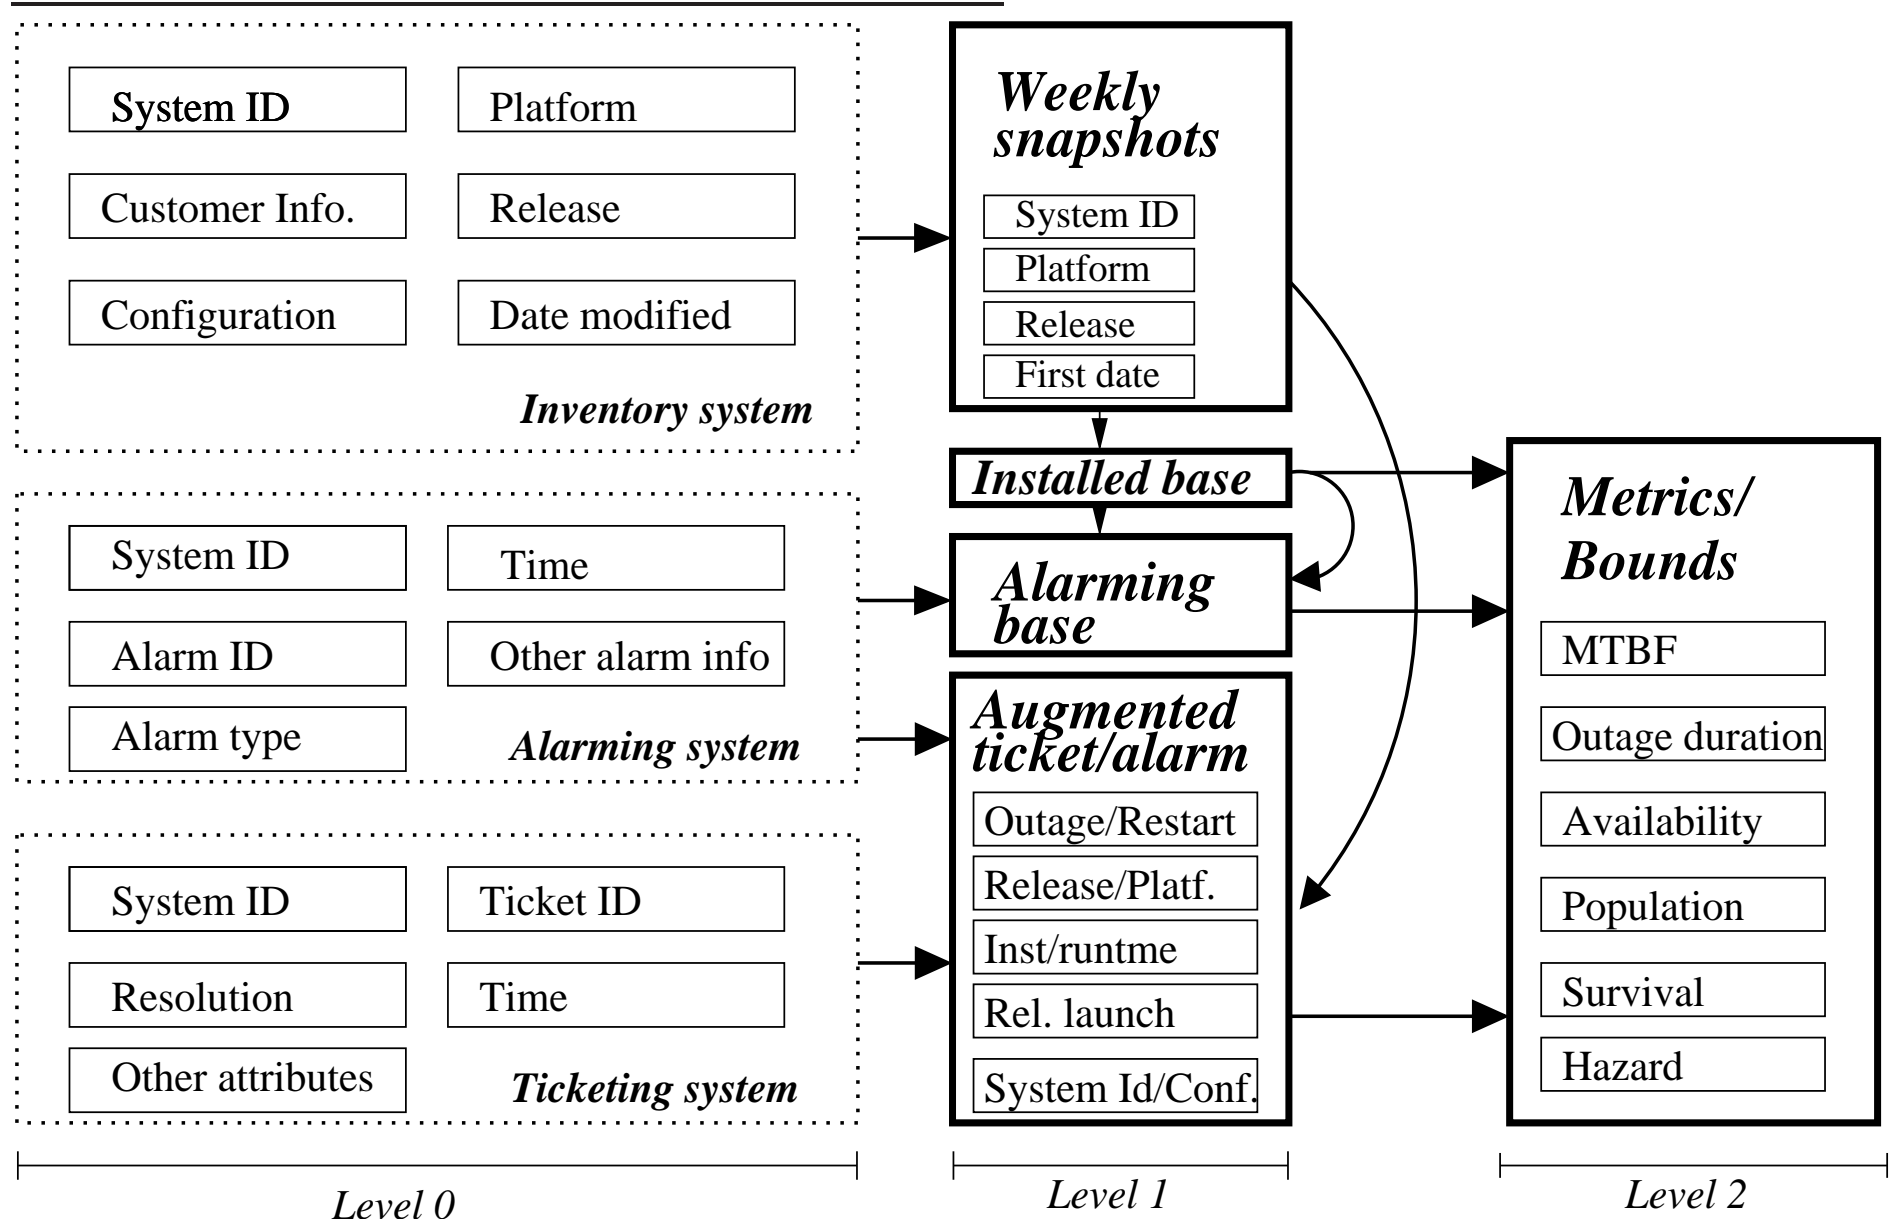 System ID
Platform
Customer Info.
Release
Configuration
Date modified
Inventory system
System ID
Time
Alarm ID
Other alarm info
Alarm type
Alarming system
System ID
Ticket ID
Resolution
Time
Other attributes
Ticketing system
Level 0
Weekly
snapshots
System ID
Platform
Release
First date
Installed base
Alarming
base
Augmented
ticket/alarm
Outage/Restart
Release/Platf.
Inst/runtme
Rel. launch
System Id/Conf.
Level 1
Metrics/
Bounds
MTBF
Outage duration
Availability
Population
Survival
Hazard
Level 2